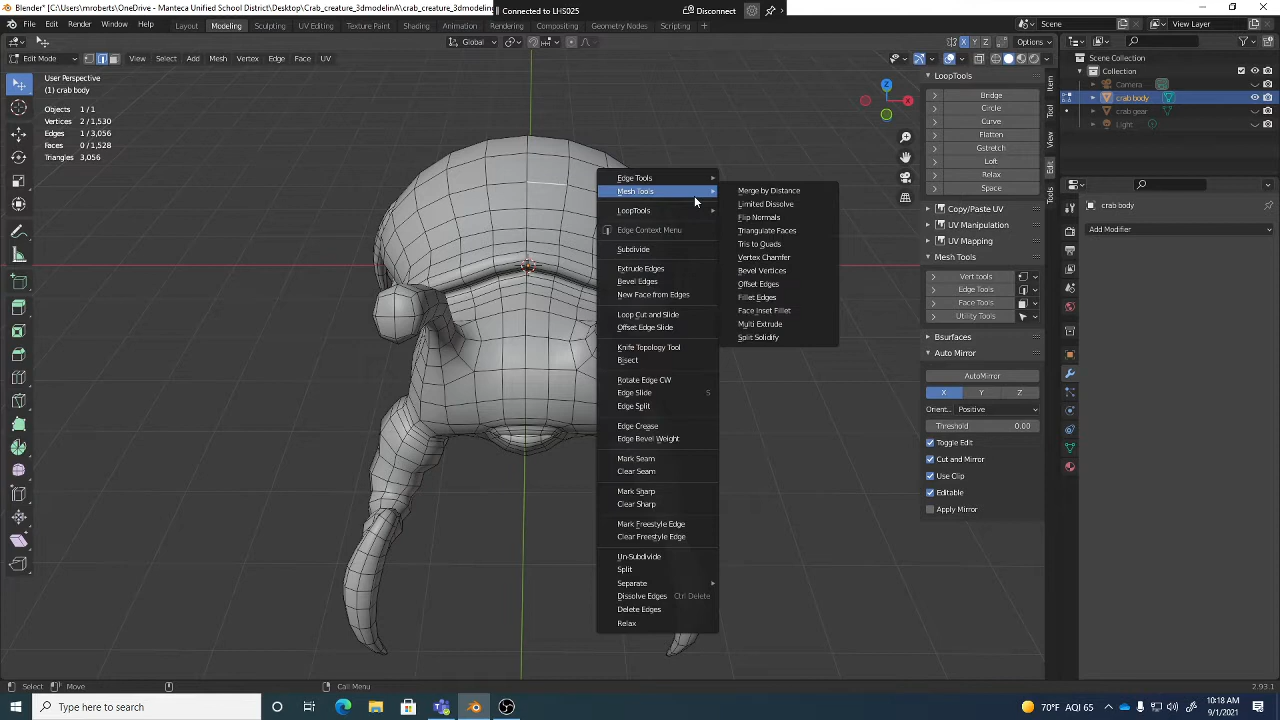 Blender* [C:\Users\mroberts\OneDrive - Manteca Unified School District\Desktop\Crab_creature_3dmodelinA\crab_creature_3dmodelin
Connected to LHS025
Disconnect
File Edit Render Window Help
Layout Modeling Sculpting UV Editing Texture Paint Shading Animation Rendering Compositing Geometry Nodes Scripting +
Scene
View Layer
Global
X Y Z
Options
Edit Mode
View Select Add Mesh Vertex Edge Face UV
User Perspective
(1) crab body
Objects 1/1
Vertices 2/1,530
Edges 1/3,056
Faces 0/1,528
Triangles 3,056
Z
X
Edge Tools
Mesh Tools
LoopTools
Edge Context Menu
Subdivide
Extrude Edges
Bevel Edges
New Face from Edges
Loop Cut and Slide
Offset Edge Slide
Knife Topology Tool
Bisect
Rotate Edge CW
Edge Slide S
Edge Split
Edge Crease
Edge Bevel Weight
Mark Seam
Clear Seam
Mark Sharp
Clear Sharp
Mark Freestyle Edge
Clear Freestyle Edge
Un-Subdivide
Split
Separate
Dissolve Edges Ctrl Delete
Delete Edges
Relax
Merge by Distance
Limited Dissolve
Flip Normals
Triangulate Faces
Tris to Quads
Vertex Chamfer
Bevel Vertices
Offset Edges
Fillet Edges
Face Inset Fillet
Multi Extrude
Split Solidify
LoopTools
Bridge
Circle
Curve
Flatten
Gstretch
Loft
Relax
Space
Copy/Paste UV
UV Manipulation
UV Mapping
Mesh Tools
Vert tools
Edge Tools
Face Tools
Utility Tools
Bsurfaces
Auto Mirror
AutoMirror
X Y Z
Orient... Positive
Threshold 0.00
Toggle Edit
Cut and Mirror
Use Clip
Editable
Apply Mirror
Item
Tool
View
Edit
Tools
Scene Collection
Collection
Camera
crab body
crab gear
Light
crab body
Add Modifier
Select
Move
Call Menu
2.93.1
Type here to search
70°F AQI 65
10:18 AM
9/1/2021